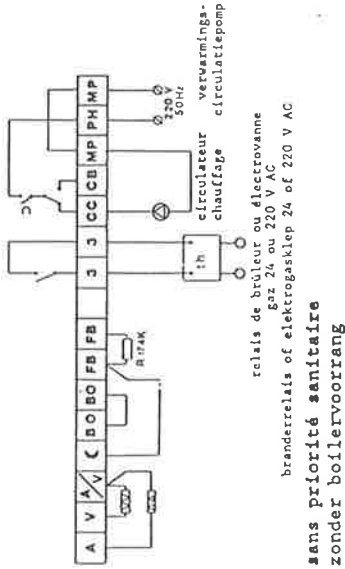 A V A/V BO BO FB FB 3 3 CC CB MP PH MP
R 174K
th
220 V
50Hz
circulateur
chauffage
verwarmings-
circulatiepomp
relais de brûleur ou électrovanne
gaz 24 ou 220 V AC
branderrelais of elektrogasklep 24 of 220 V AC
sans priorité sanitaire
zonder boilervoorrang